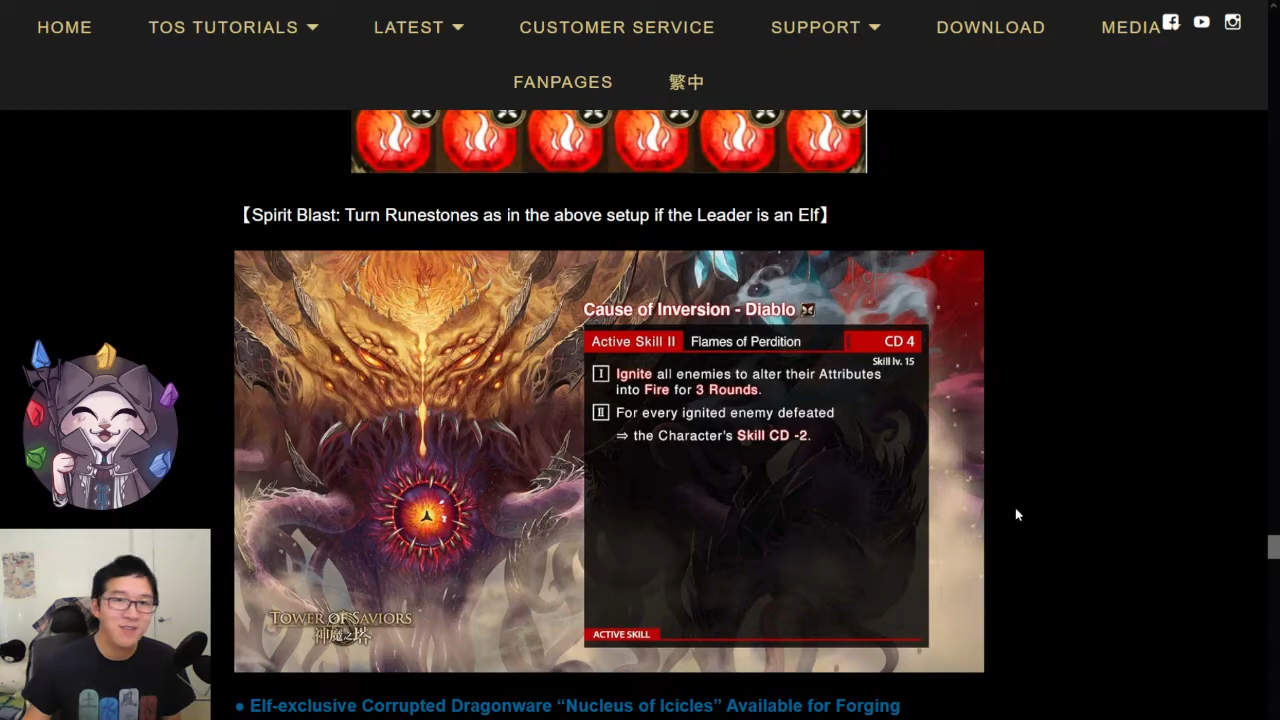 HOME TOS TUTORIALS LATEST CUSTOMER SERVICE SUPPORT DOWNLOAD MEDIA
FANPAGES 繁中
【Spirit Blast: Turn Runestones as in the above setup if the Leader is an Elf】
Cause of Inversion - Diablo
Active Skill II Flames of Perdition CD 4
Skill lv. 15
I Ignite all enemies to alter their Attributes
into Fire for 3 Rounds.
II For every ignited enemy defeated
⇒ the Character's Skill CD -2.
TOWER OF SAVIORS
神魔之塔
ACTIVE SKILL
● Elf-exclusive Corrupted Dragonware “Nucleus of Icicles” Available for Forging
土 水 風 火